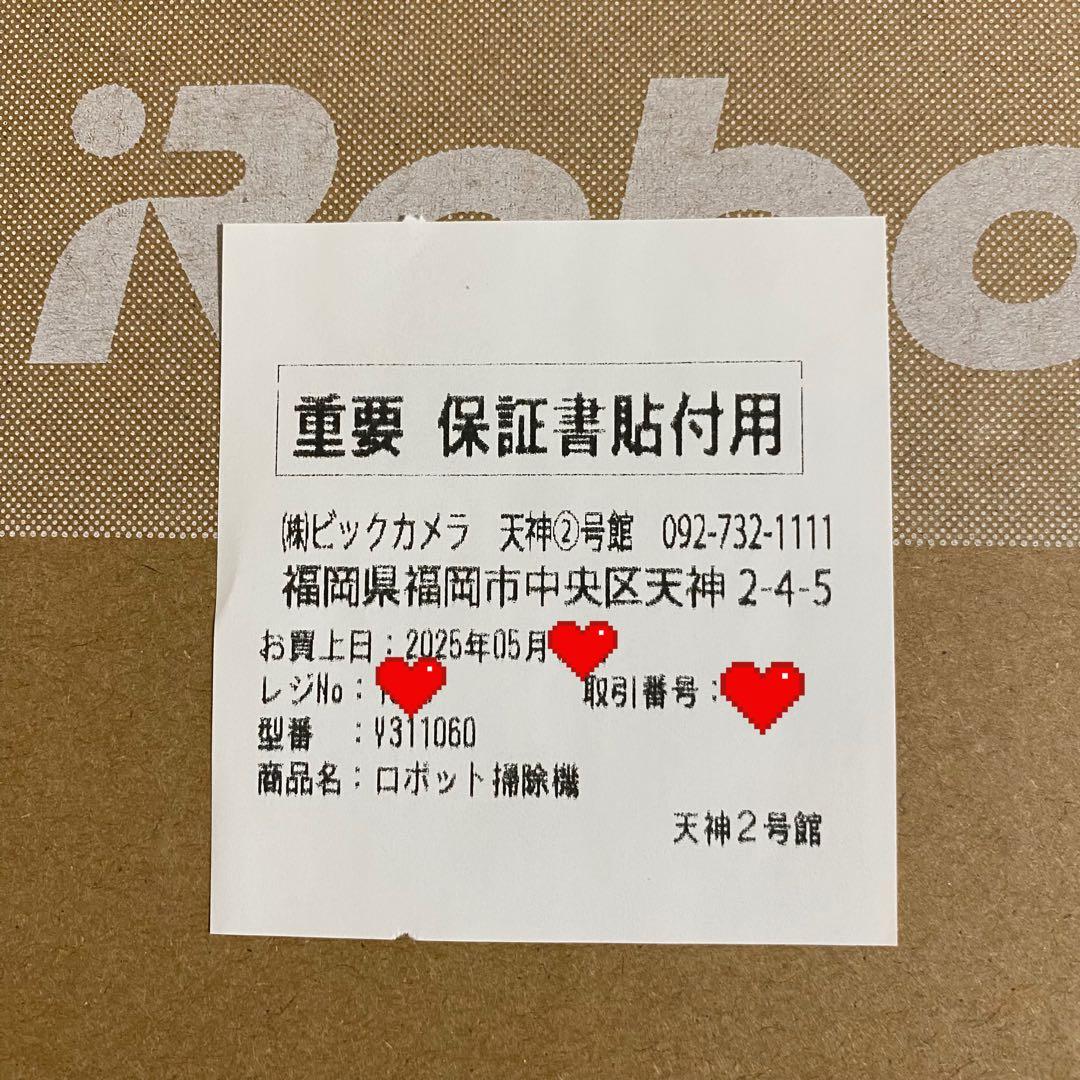 iRobo
重要 保証書貼付用
㈱ビックカメラ 天神②号館 092-732-1111
福岡県福岡市中央区天神2-4-5
お買上日：2025年05月
レジNo：
取引番号：
型番 ：Y311060
商品名：ロボット掃除機
天神２号館